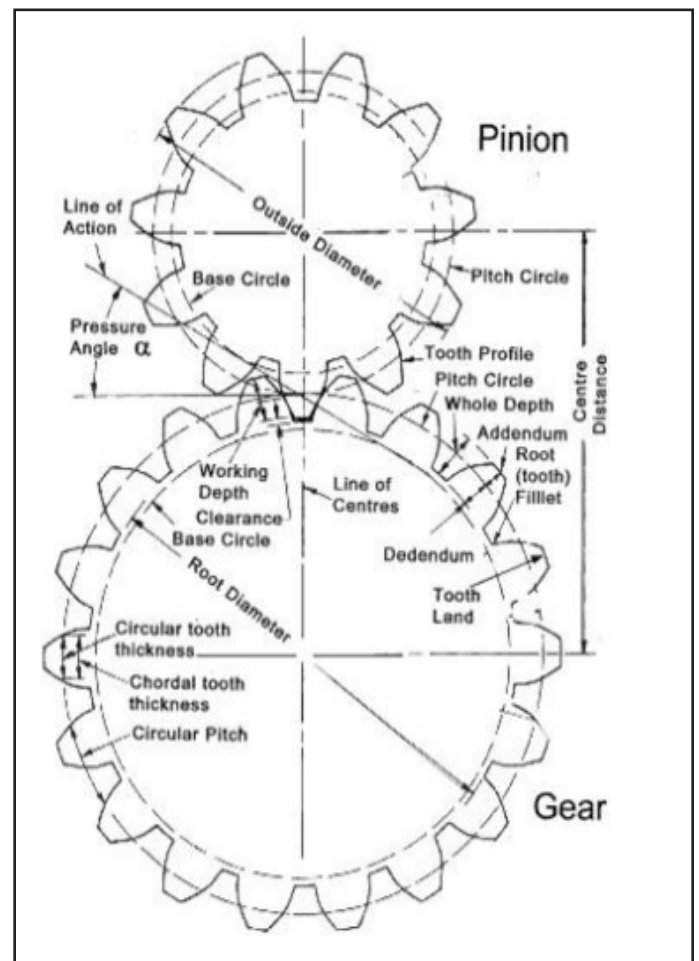 Pinion
Line of
Action
Outside Diameter
Base Circle
Pitch Circle
Pressure
Angle α
Tooth Profile
Pitch Circle
Whole Depth
Centre
Distance
Addendum
Root
(tooth)
Filllet
Working
Depth
Line of
Centres
Clearance
Base Circle
Dedendum
Root Diameter
Tooth
Land
Circular tooth
thickness
Chordal tooth
thickness
Circular Pitch
Gear